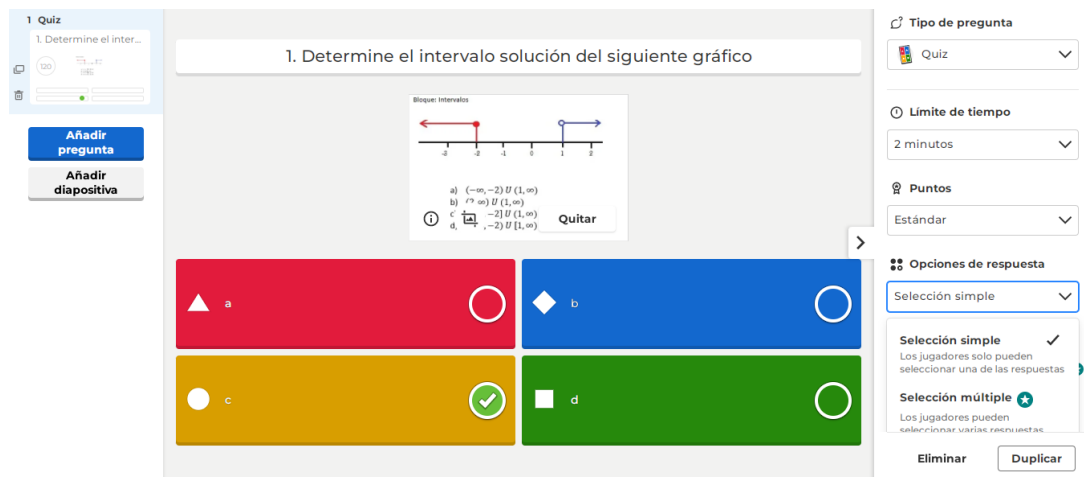 1 Quiz
1. Determine el inter...
120
Añadir
pregunta
Añadir
diapositiva
1. Determine el intervalo solución del siguiente gráfico
Bloque: Intervalos
-3 -2 -1 0 1 2
a) (−∞, −2) U (1, ∞)
b) ∞) U (1, ∞)
c −2] U (1, ∞)
d, , −2) U [1, ∞)
Quitar
a
b
c
d
Tipo de pregunta
Quiz
Límite de tiempo
2 minutos
Puntos
Estándar
Opciones de respuesta
Selección simple
Selección simple
Los jugadores solo pueden
seleccionar una de las respuestas
Selección múltiple
Los jugadores pueden
seleccionar varias respuestas
Eliminar
Duplicar